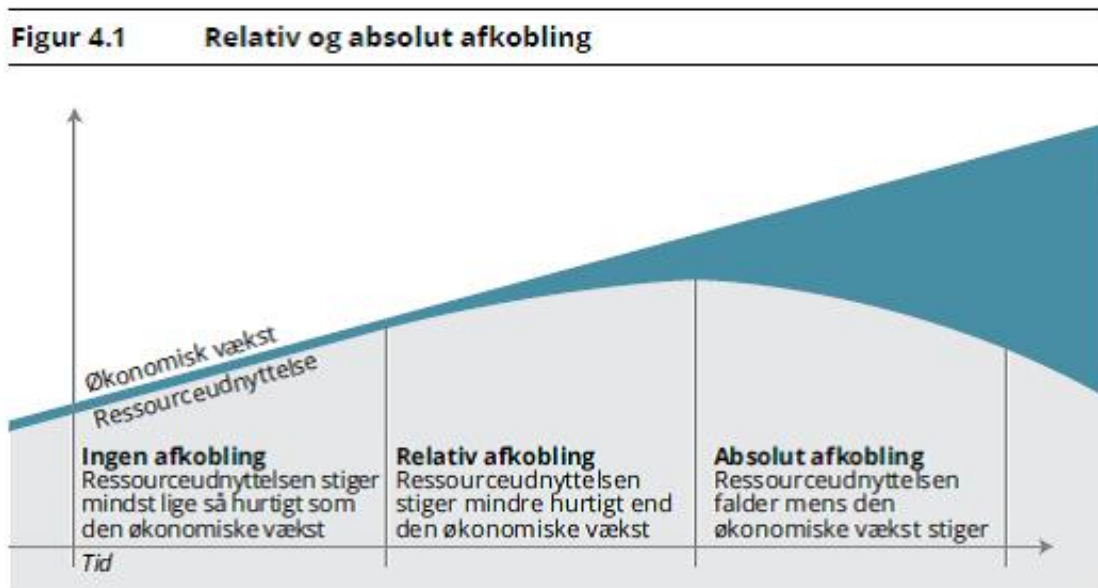 Figur 4.1 Relativ og absolut afkobling
Økonomisk vækst
Ressourceudnyttelse
Ingen afkobling
Ressourceudnyttelsen stiger
mindst lige så hurtigt som
den økonomiske vækst
Relativ afkobling
Ressourceudnyttelsen
stiger mindre hurtigt end
den økonomiske vækst
Absolut afkobling
Ressourceudnyttelsen
falder mens den
økonomiske vækst stiger
Tid